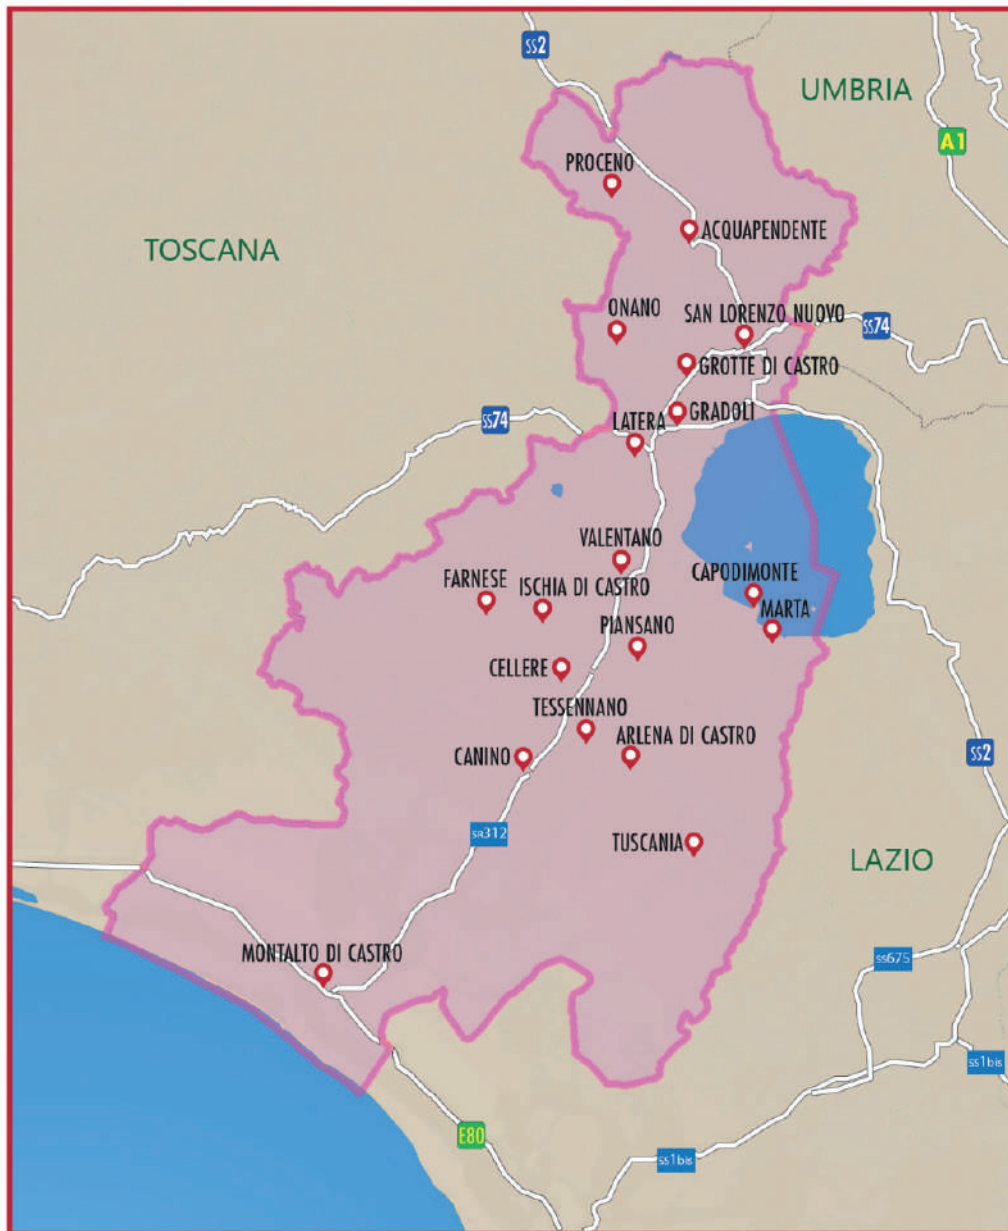 SS2
UMBRIA
A1
PROCENO
ACQUAPENDENTE
TOSCANA
ONANO
SAN LORENZO NUOVO
SS74
GROTTE DI CASTRO
GRADOLI
SS74
LATERA
VALENTANO
FARNESE
ISCHIA DI CASTRO
CAPODIMONTE
MARTA
PIANSANO
CELLERE
TESSENNANO
ARLENA DI CASTRO
CANINO
SS2
SR312
TUSCANIA
LAZIO
MONTALTO DI CASTRO
SS675
SS1bis
E80
SS1bis